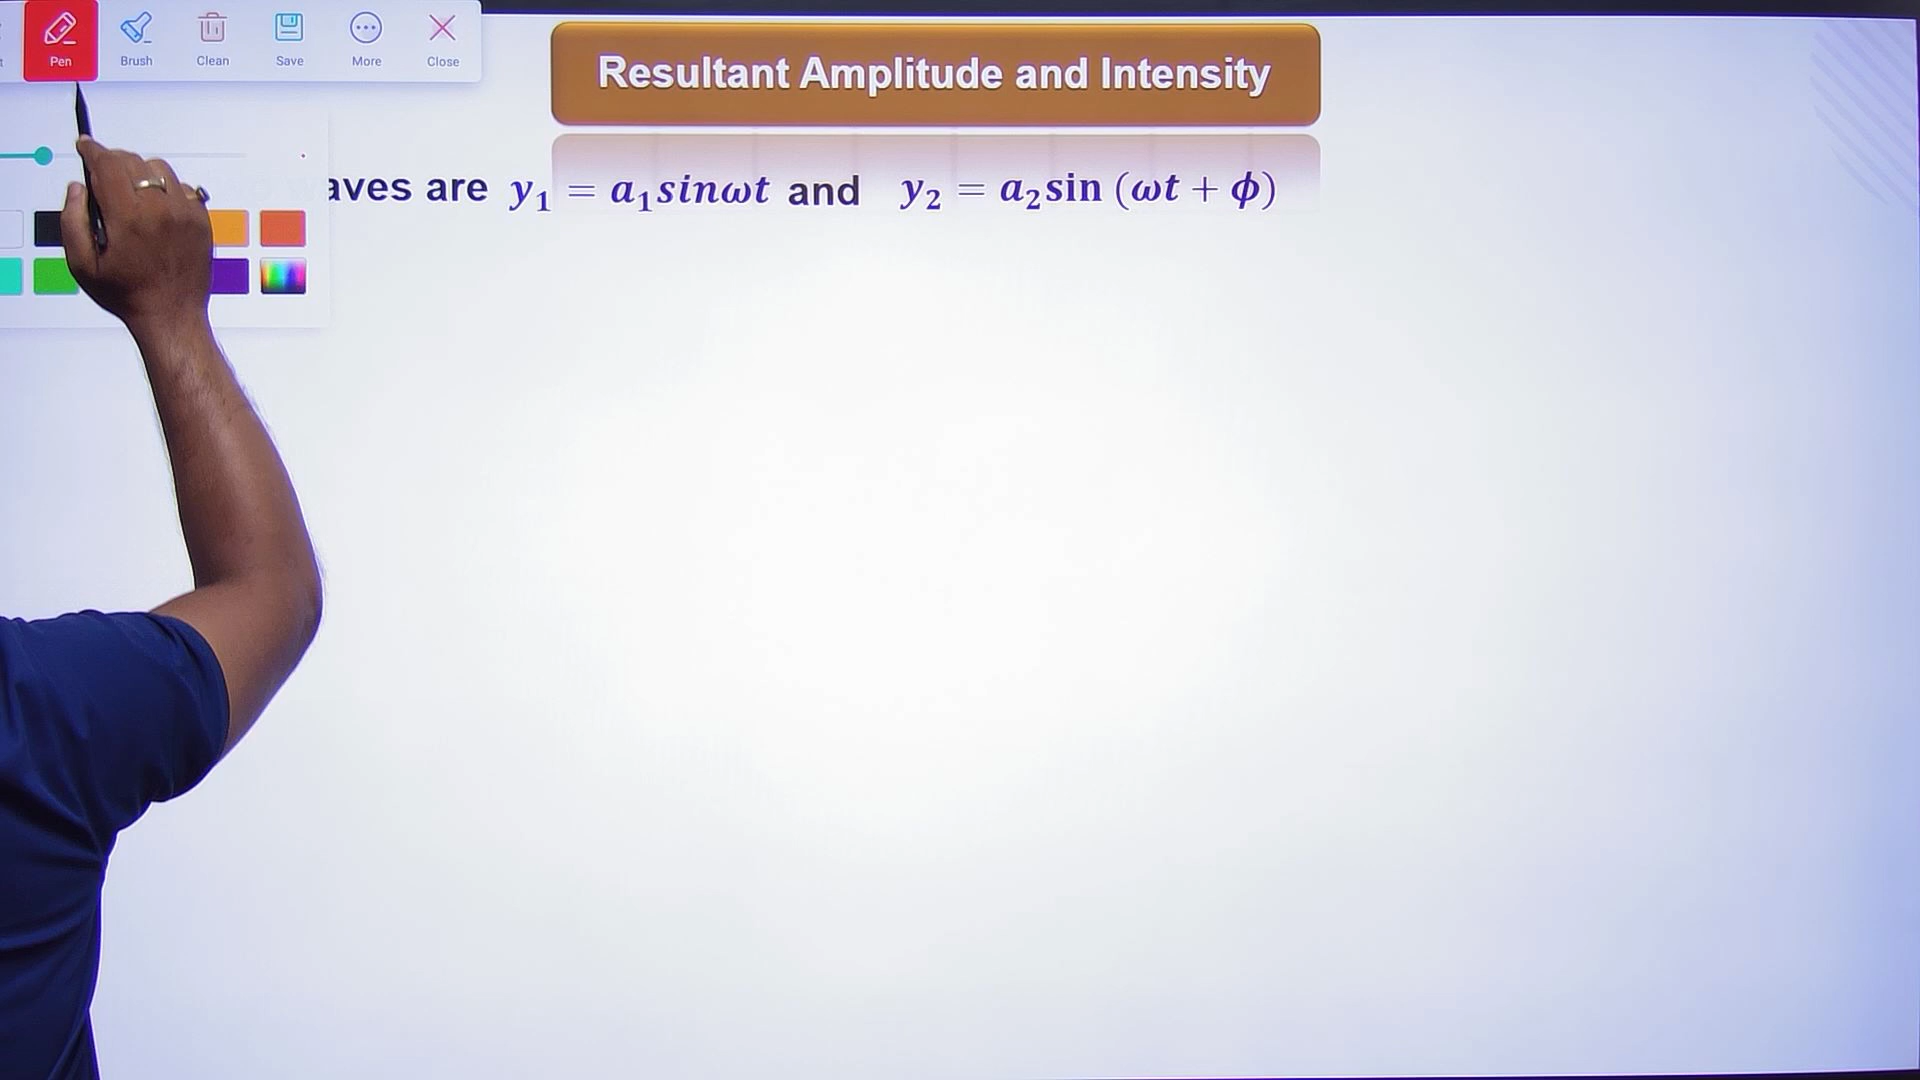 Pen Brush Clean Save More Close
Resultant Amplitude and Intensity
aves are y₁ = a₁sinωt and y₂ = a₂sin (ωt + ϕ)